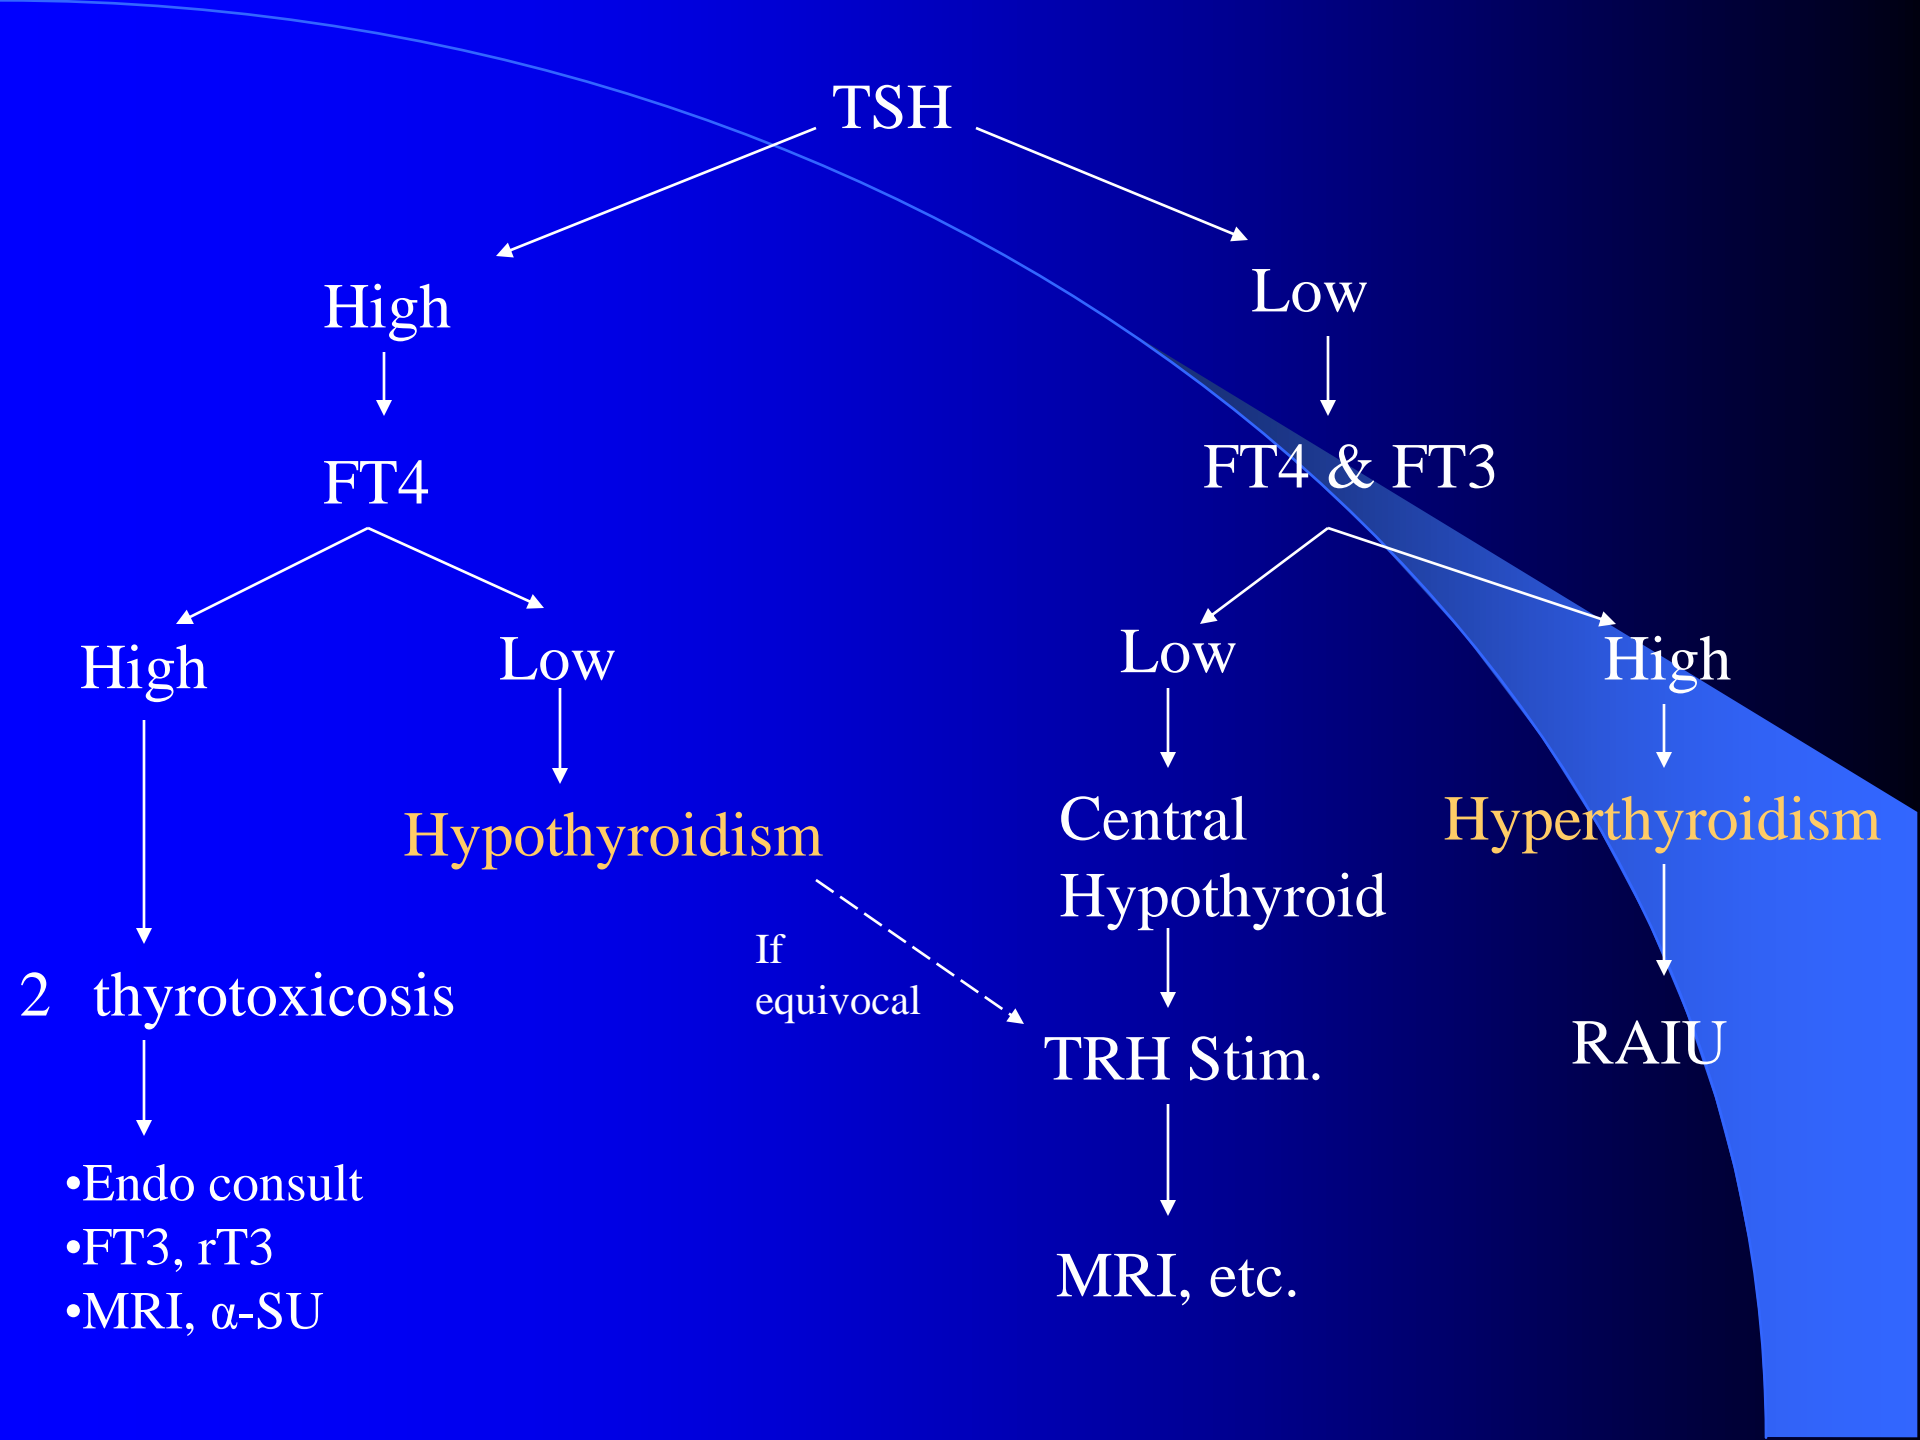 TSH
High
Low
FT4
FT4 & FT3
High
Low
Low
High
Hypothyroidism
Central
Hypothyroid
Hyperthyroidism
If
equivocal
2 thyrotoxicosis
TRH Stim.
RAIU
•Endo consult
•FT3, rT3
•MRI, α-SU
MRI, etc.